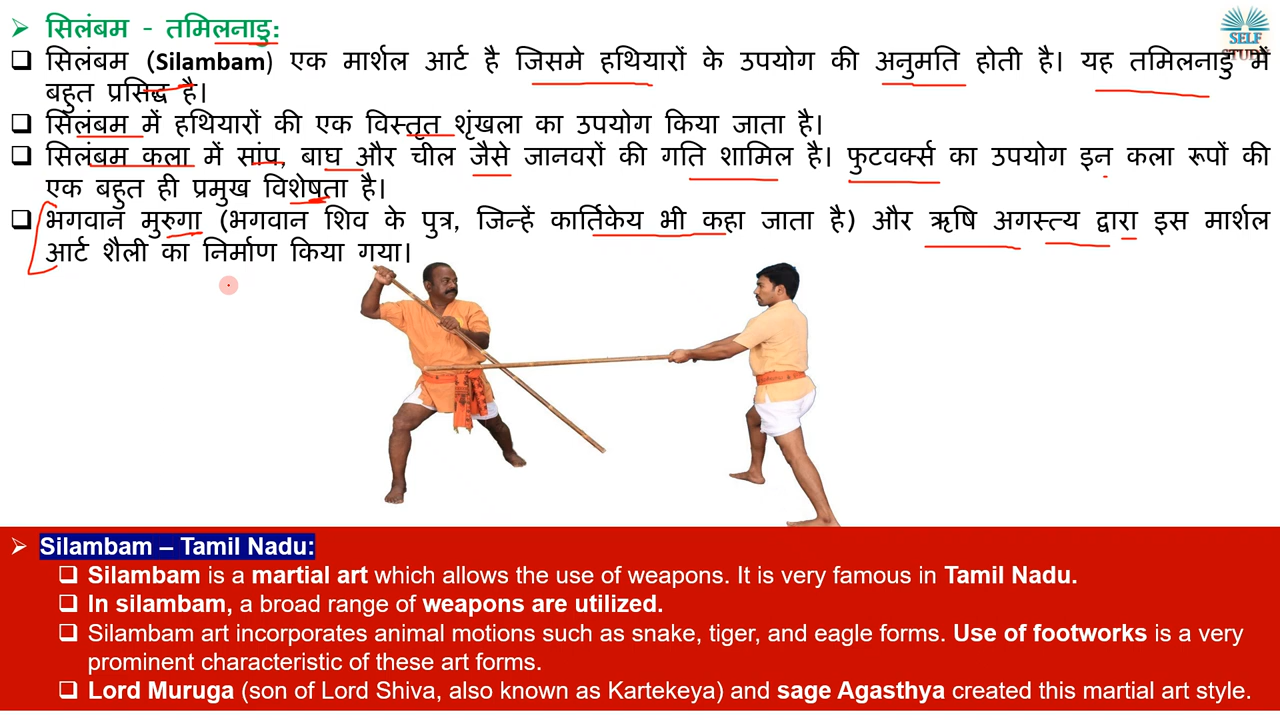 ➢ सिलंबम - तमिलनाडु:
SELF
STUDY
❑ सिलंबम (Silambam) एक मार्शल आर्ट है जिसमे हथियारों के उपयोग की अनुमति होती है। यह तमिलनाडु में
बहुत प्रसिद्ध है।
❑ सिलंबम में हथियारों की एक विस्तृत शृंखला का उपयोग किया जाता है।
❑ सिलंबम कला में सांप, बाघ और चील जैसे जानवरों की गति शामिल है। फुटवर्क्स का उपयोग इन कला रूपों की
एक बहुत ही प्रमुख विशेषता है।
❑ भगवान मुरुगा (भगवान शिव के पुत्र, जिन्हें कार्तिकेय भी कहा जाता है) और ऋषि अगस्त्य द्वारा इस मार्शल
आर्ट शैली का निर्माण किया गया।
➢ Silambam – Tamil Nadu:
❑ Silambam is a martial art which allows the use of weapons. It is very famous in Tamil Nadu.
❑ In silambam, a broad range of weapons are utilized.
❑ Silambam art incorporates animal motions such as snake, tiger, and eagle forms. Use of footworks is a very
prominent characteristic of these art forms.
❑ Lord Muruga (son of Lord Shiva, also known as Kartekeya) and sage Agasthya created this martial art style.